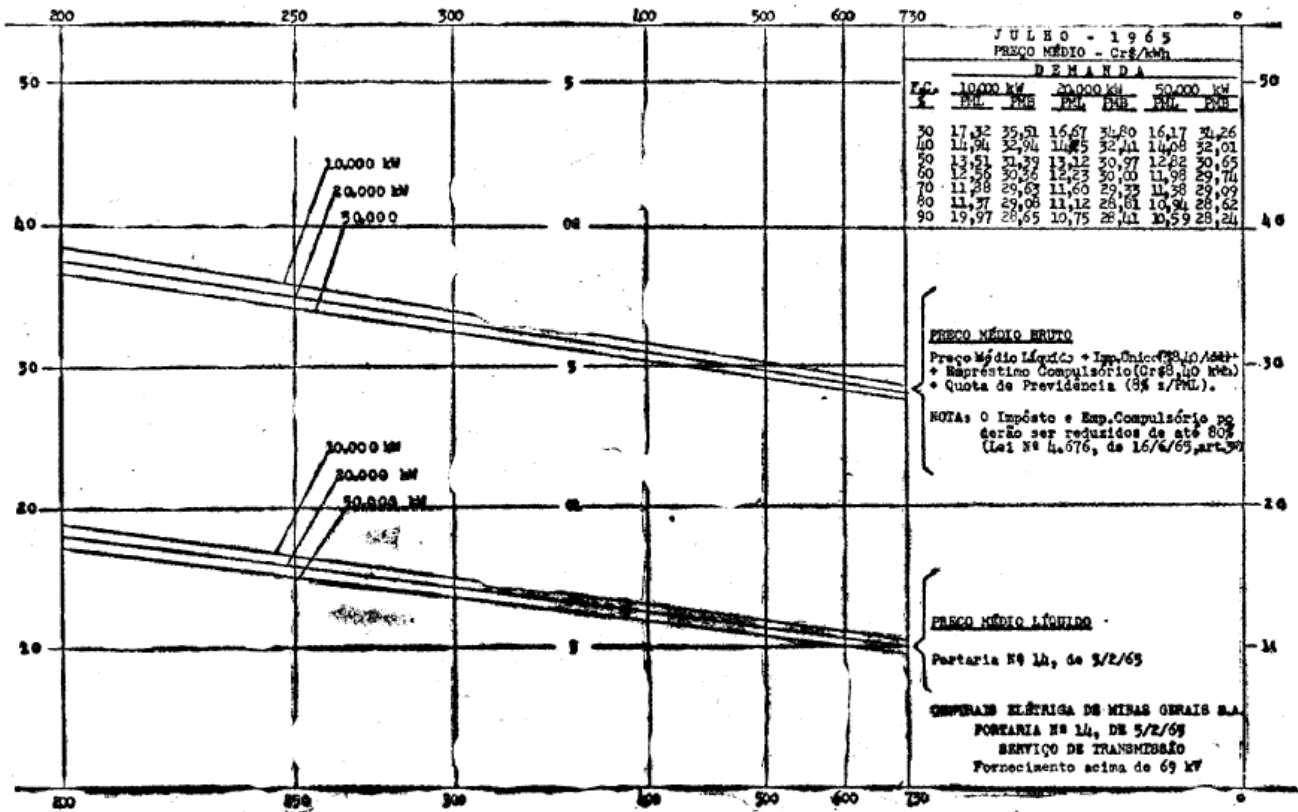 200 250 300 400 500 600 730 0
JULHO - 1965
PREÇO MÉDIO - Cr$/kWh
DEMANDA
F.C. 10.000 kW 20.000 kW 50.000 kW
% PML PMB PML PMB PML PMB
30 17,32 35,51 16,67 34,80 16,17 34,26
40 14,94 32,94 32,41 14,08 32,01
50 13,51 31,39 13,12 30,97 12,82 30,65
60 12,56 30,36 12,23 30,00 11,98 29,74
70 11,88 29,63 11,60 29,33 11,38 29,09
80 11,37 29,08 11,12 28,81 10,94 28,62
90 19,97 28,65 10,75 28,41 10,59 28,24
50 5 50
10.000 kW
20.000 kW
50.000
40 40
PREÇO MÉDIO BRUTO
Preço Médio Líquido + Imp.Único
+ Empréstimo Compulsório(Cr$8,40 kWh)
+ Quota de Previdência (8% s/PML).
30 5 30
NOTA: O Impôsto e Emp.Compulsório po
derão ser reduzidos de até 80%
(Lei Nº 4.676, de 16/6/65,art.3º)
10.000 kW
20.000 kW
50.000 kW
20 20
PREÇO MÉDIO LÍQUIDO
10 5
Portaria Nº 14, de 5/2/65
ELÉTRIGA DE MINAS GERAIS S.A.
PORTARIA Nº 14, DE 5/2/65
SERVIÇO DE TRANSMISSÃO
Fornecimento acima de 69 kV
200 250 300 400 500 600 730 0